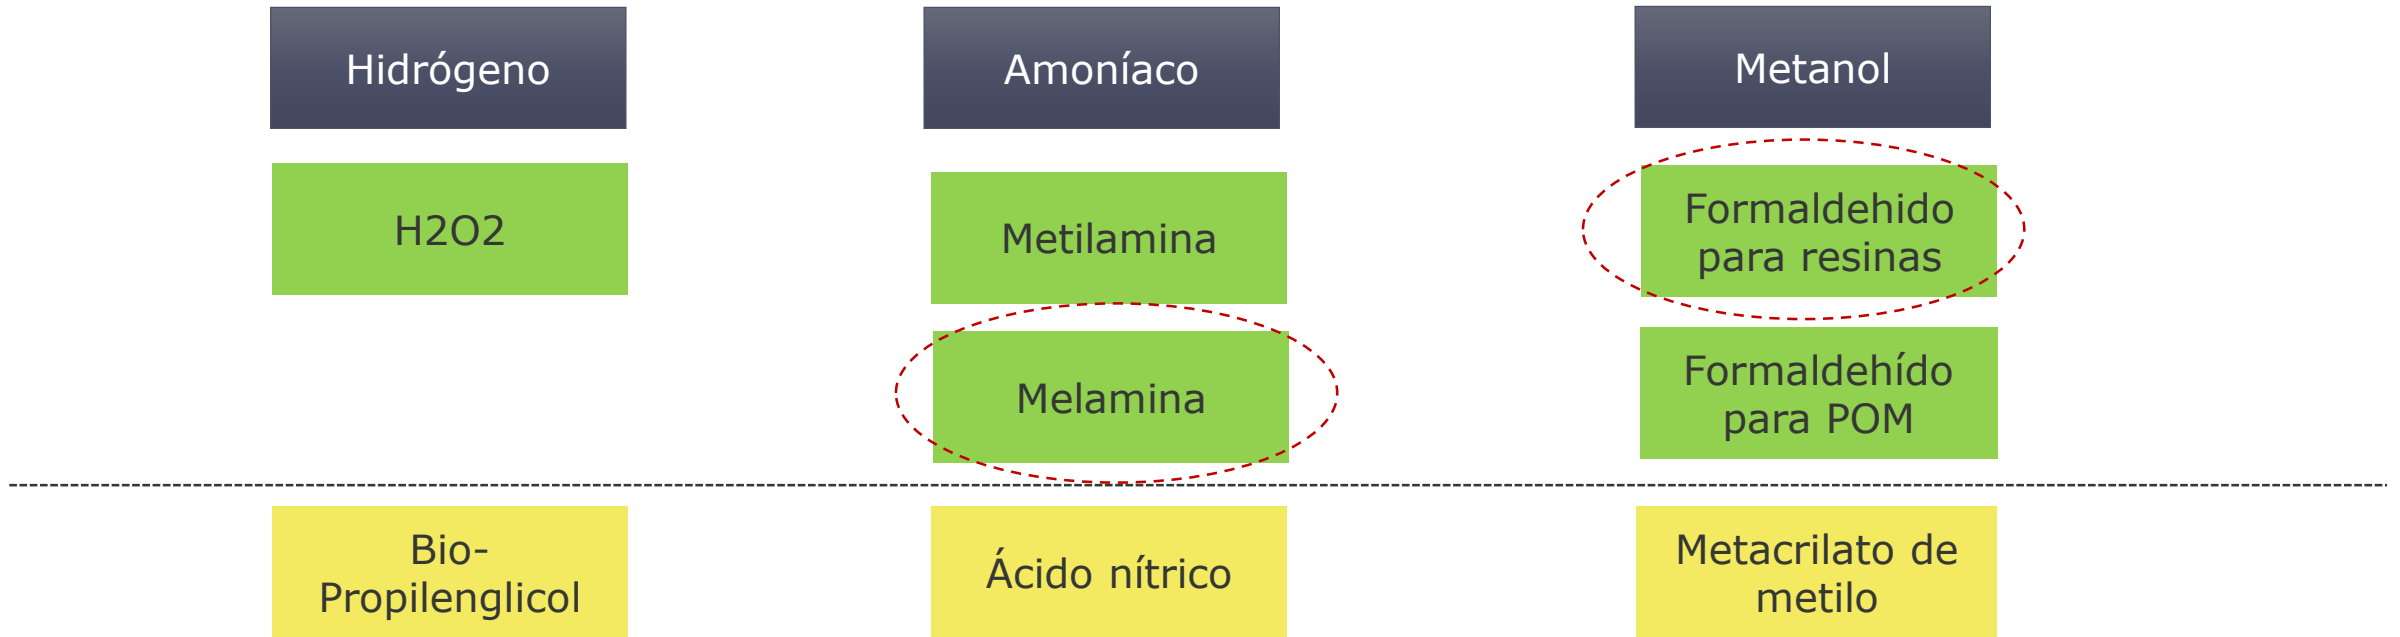 Hidrógeno
Amoníaco
Metanol
H2O2
Metilamina
Formaldehido
para resinas
Melamina
Formaldehído
para POM
Bio-
Propilenglicol
Ácido nítrico
Metacrilato de
metilo